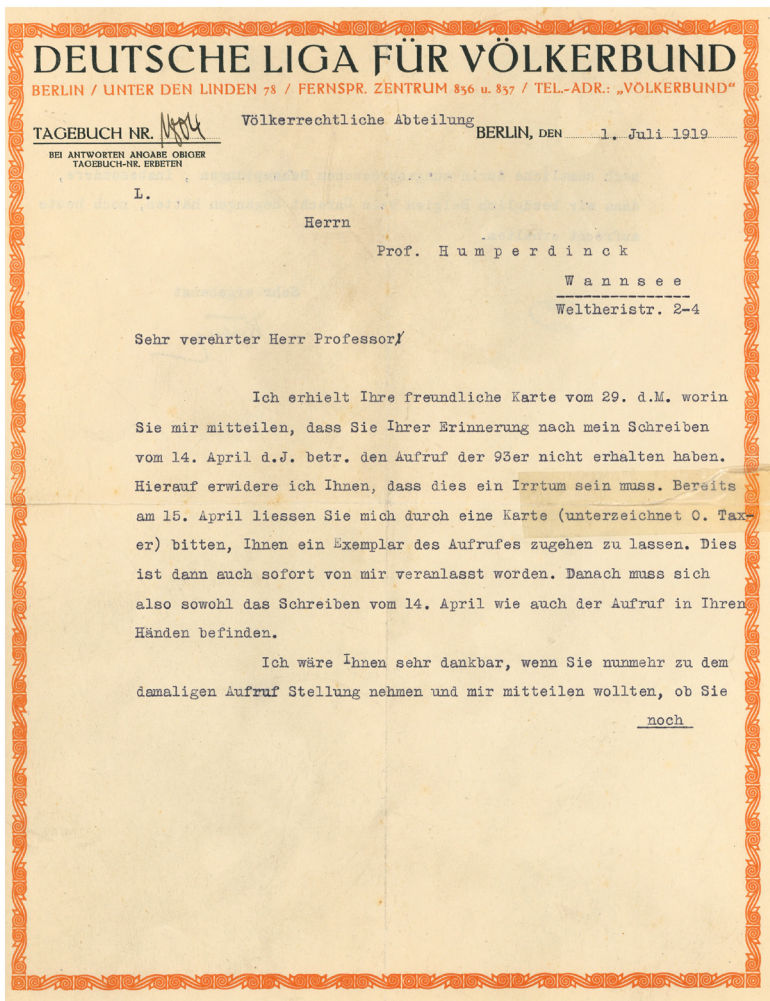 DEUTSCHE LIGA FÜR VÖLKERBUND
BERLIN / UNTER DEN LINDEN 78 / FERNSPR. ZENTRUM 856 u. 857 / TEL.-ADR.: „VÖLKERBUND“
Völkerrechtliche Abteilung
TAGEBUCH NR.
BERLIN, DEN 1. Juli 1919
BEI ANTWORTEN ANGABE OBIGER
TAGEBUCH-NR. ERBETEN
L.
Herrn
Prof. Humperdinck
Wannsee
Weltheristr. 2-4
Sehr verehrter Herr Professor!
Ich erhielt Ihre freundliche Karte vom 29. d.M. worin
Sie mir mitteilen, dass Sie Ihrer Erinnerung nach mein Schreiben
vom 14. April d.J. betr. den Aufruf der 93er nicht erhalten haben.
Hierauf erwidere ich Ihnen, dass dies ein Irrtum sein muss. Bereits
am 15. April liessen Sie mich durch eine Karte (unterzeichnet O. Tax-
er) bitten, Ihnen ein Exemplar des Aufrufes zugehen zu lassen. Dies
ist dann auch sofort von mir veranlasst worden. Danach muss sich
also sowohl das Schreiben vom 14. April wie auch der Aufruf in Ihren
Händen befinden.
Ich wäre Ihnen sehr dankbar, wenn Sie nunmehr zu dem
damaligen Aufruf Stellung nehmen und mir mitteilen wollten, ob Sie
noch